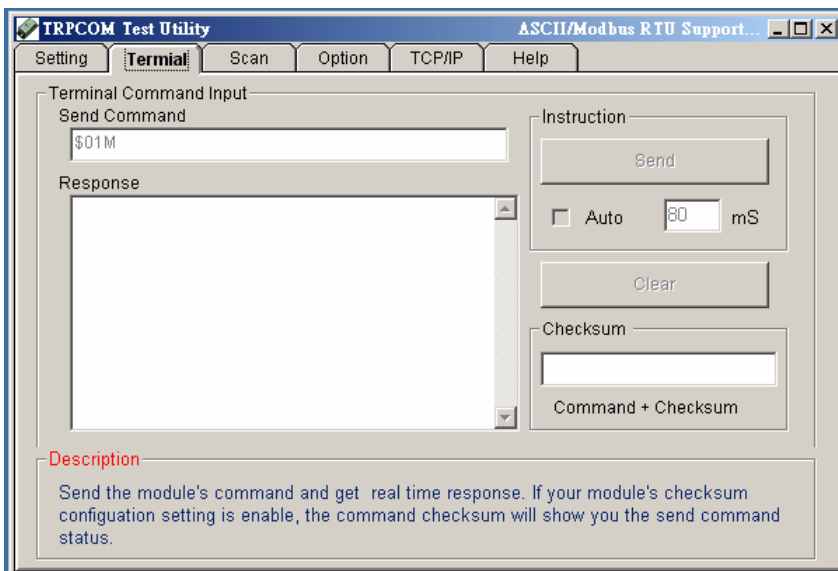 TRPCOM Test Utility ASCII/Modbus RTU Support...
Setting Termial Scan Option TCP/IP Help
Terminal Command Input
Send Command
$01M
Response
Instruction
Send
Auto 80 mS
Clear
Checksum
Command + Checksum
Description
Send the module's command and get real time response. If your module's checksum
configuation setting is enable, the command checksum will show you the send command
status.